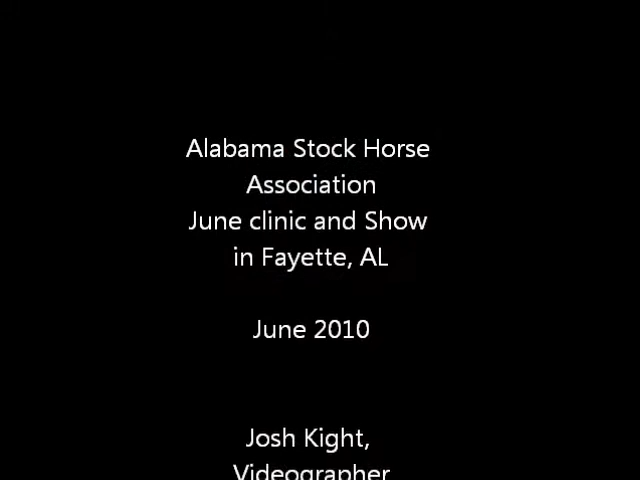 Alabama Stock Horse
Association
June clinic and Show
in Fayette, AL
June 2010
Josh Kight,
Videographer